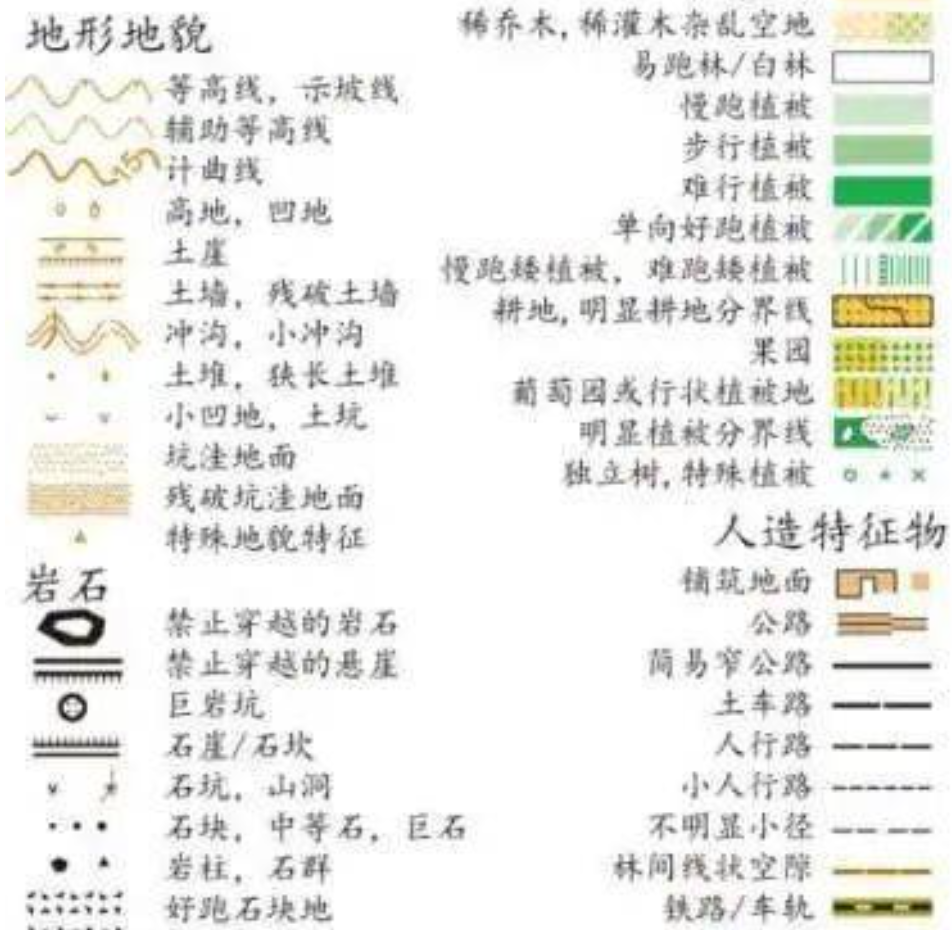 地形地貌
等高线, 示坡线
辅助等高线
15
计曲线
高地, 凹地
土崖
土墙, 残破土墙
冲沟, 小冲沟
土堆, 狭长土堆
小凹地, 土坑
坑洼地面
残破坑洼地面
特殊地貌特征
岩石
禁止穿越的岩石
禁止穿越的悬崖
巨岩坑
石崖/石坎
石坑, 山洞
石块, 中等石, 巨石
岩柱, 石群
好跑石块地
稀乔木,稀灌木杂乱空地
易跑林/白林
慢跑植被
步行植被
难行植被
单向好跑植被
慢跑矮植被, 难跑矮植被
耕地,明显耕地分界线
果园
葡萄园或行状植被地
明显植被分界线
独立树,特殊植被
人造特征物
铺筑地面
公路
简易窄公路
土车路
人行路
小人行路
不明显小径
林间线状空隙
铁路/车轨